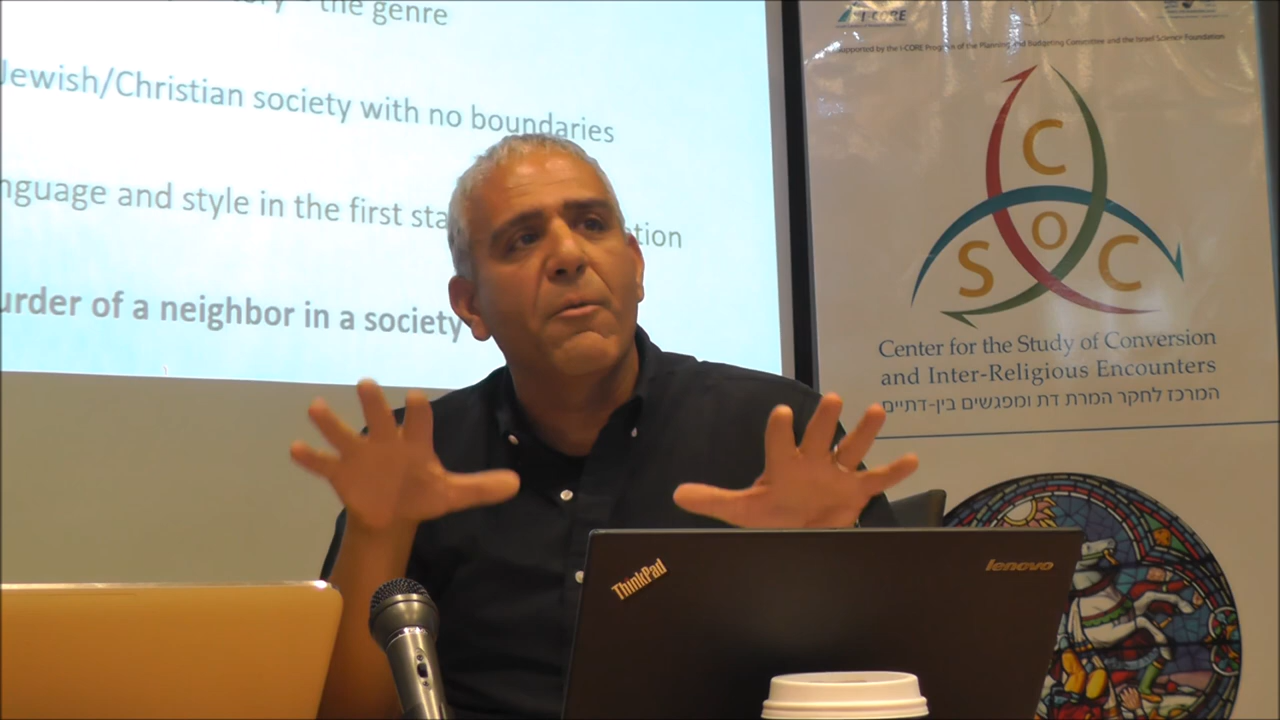 the genre
Jewish/Christian society with no boundaries
nguage and style in the first sta tion
urder of a neighbor in a society
I-CORE
Supported by the I-CORE Program of the Planning and Budgeting Committee and the Israel Science Foundation
C
S O C
Center for the Study of Conversion
and Inter-Religious Encounters
המרכז לחקר המרת דת ומפגשים בין-דתיים
ThinkPad
lenovo